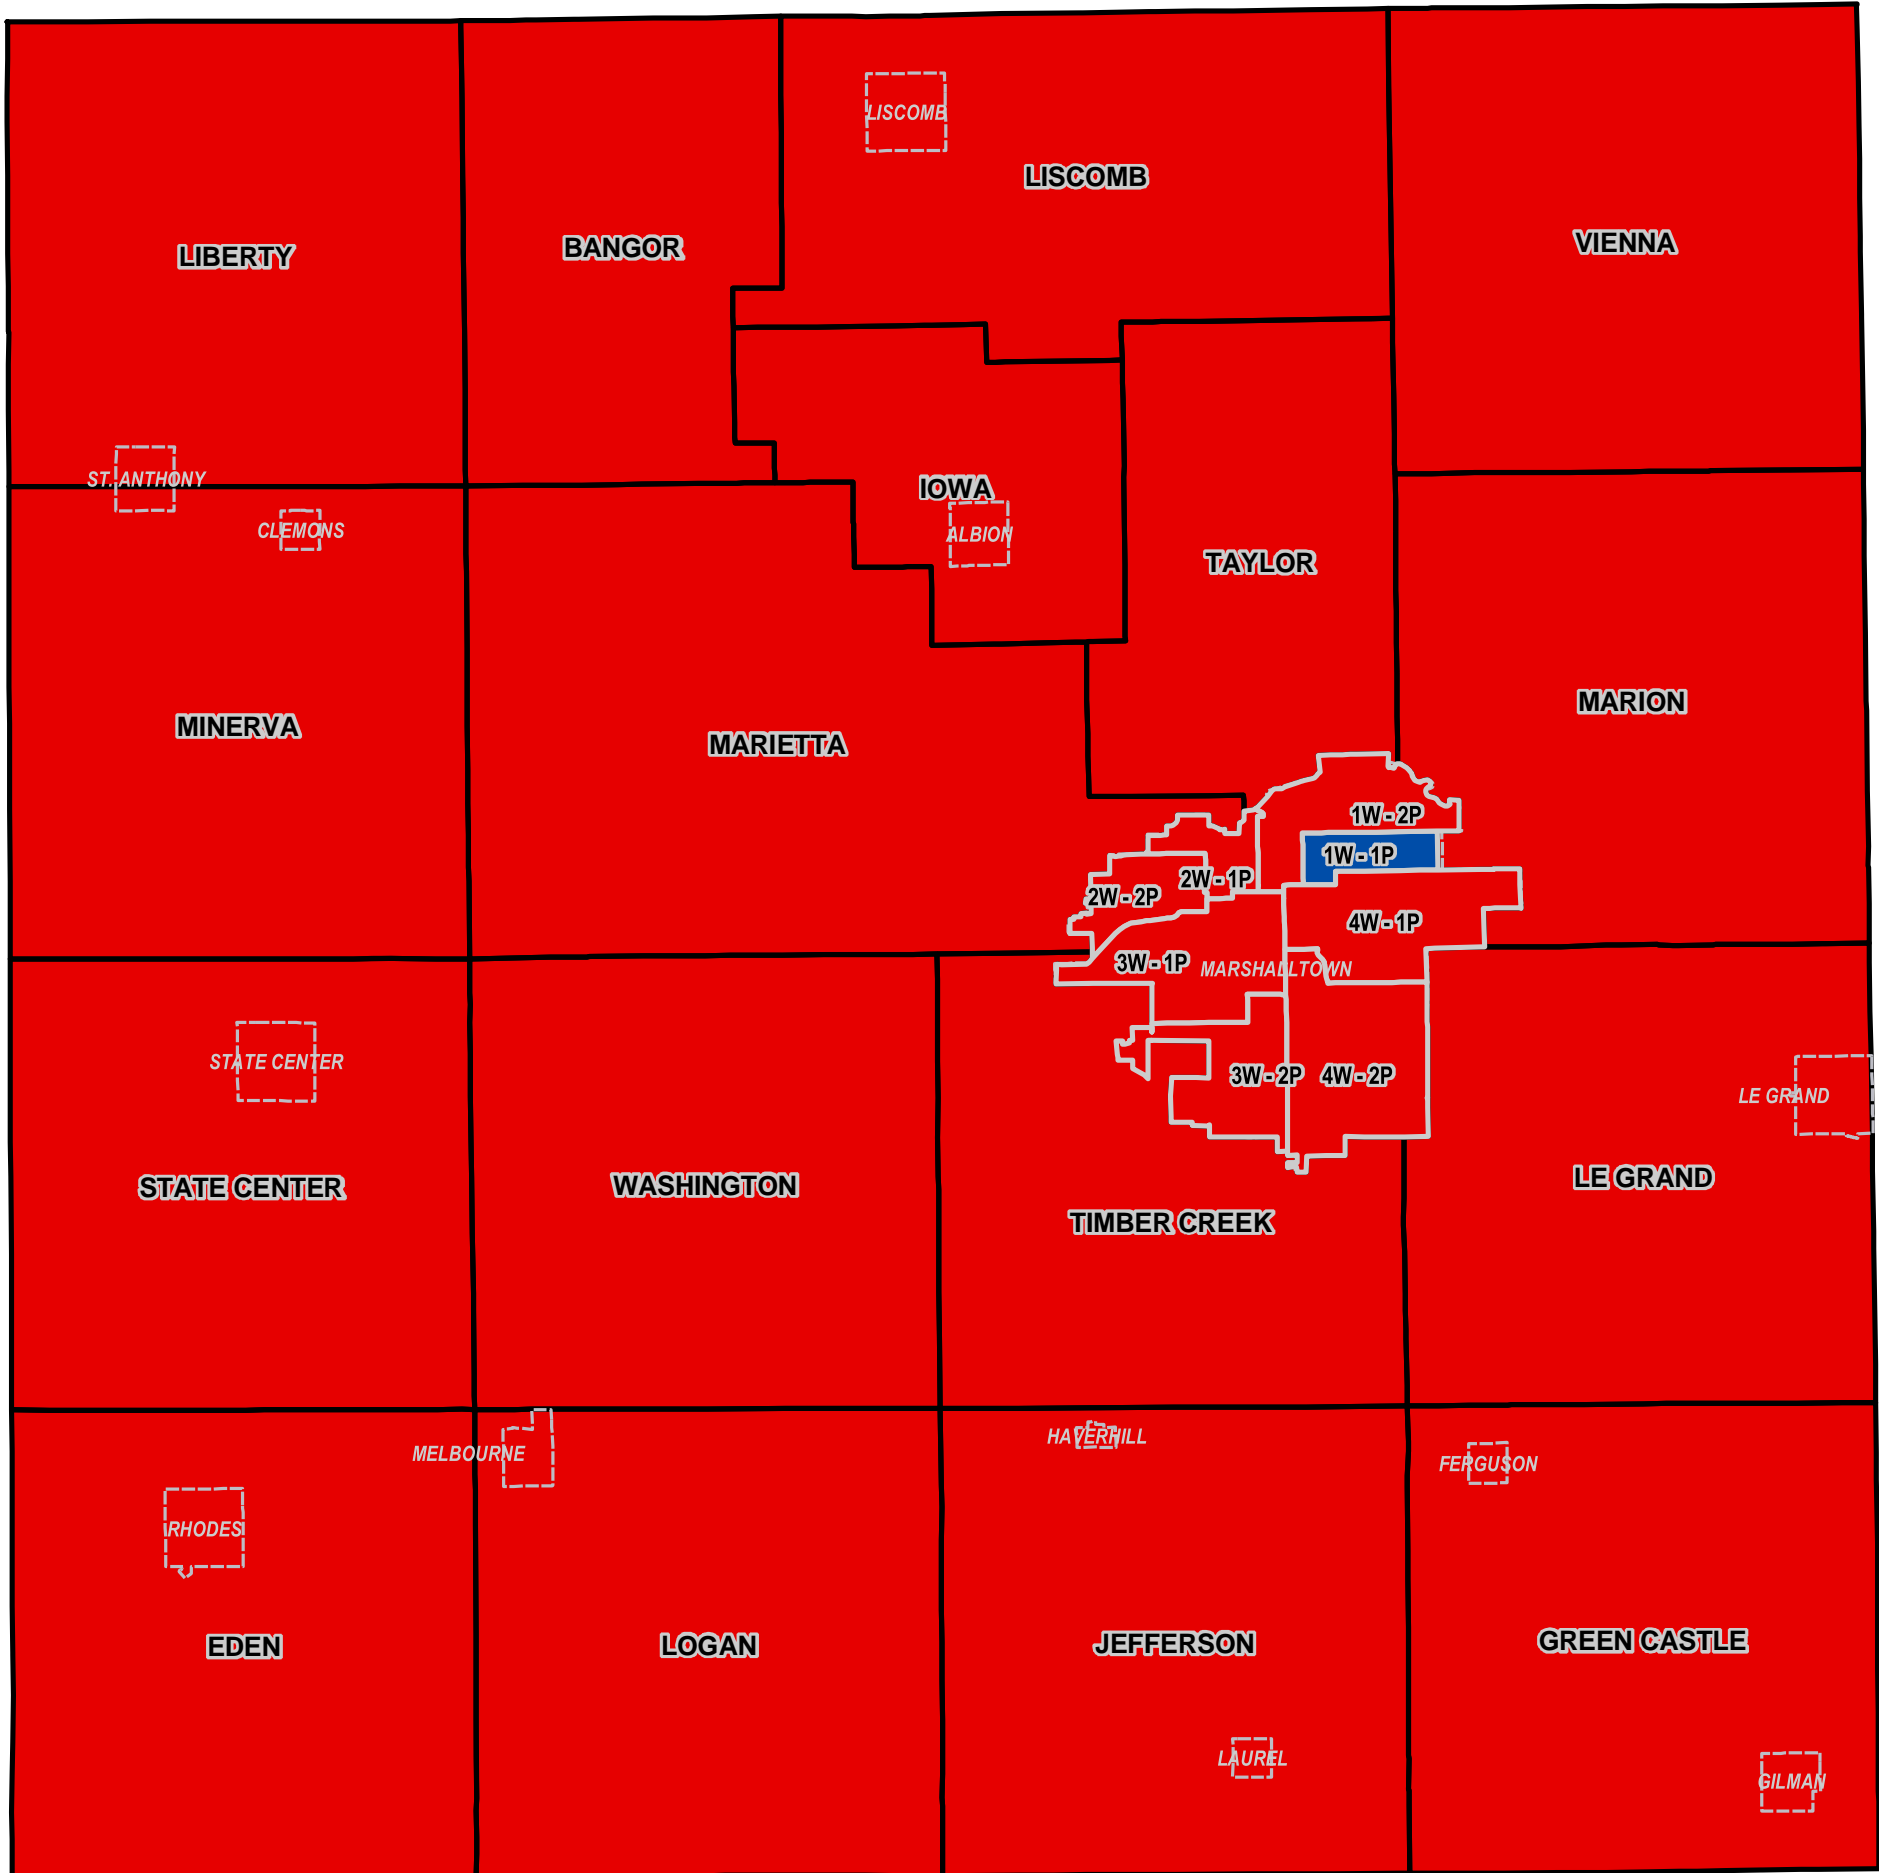 LISCOMB
LISCOMB
VIENNA
BANGOR
LIBERTY
ST. ANTHONY
IOWA
CLEMONS
ALBION
TAYLOR
MARION
MINERVA
MARIETTA
1W - 2P
1W - 1P
2W - 1P
2W - 2P
4W - 1P
3W - 1P
MARSHALLTOWN
STATE CENTER
3W - 2P
4W - 2P
LE GRAND
LE GRAND
STATE CENTER
WASHINGTON
TIMBER CREEK
HAVERHILL
MELBOURNE
FERGUSON
RHODES
EDEN
LOGAN
JEFFERSON
GREEN CASTLE
LAUREL
GILMAN